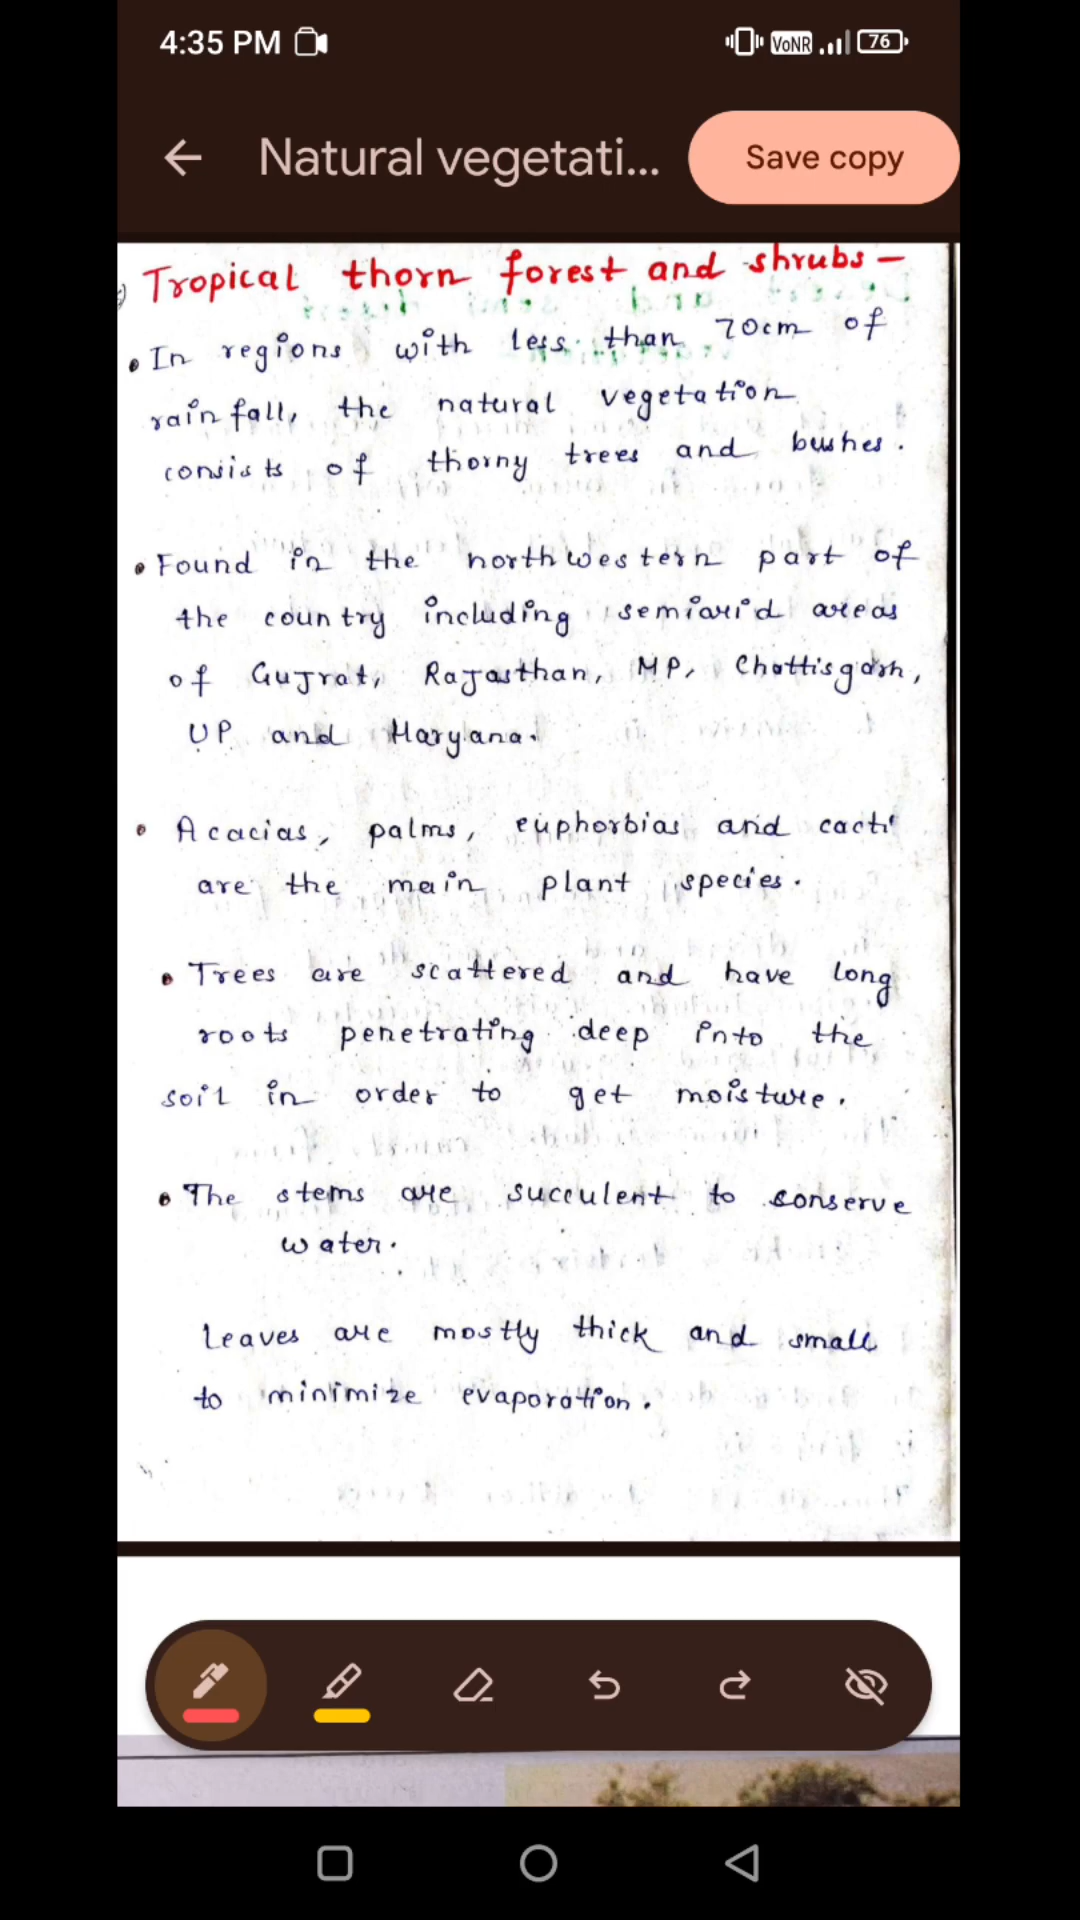 4:35 PM
VoNR
76
Natural vegetati...
Save copy
Tropical thorn forest and shrubs -
• In regions with less than 70cm of
rainfall, the natural vegetation
consists of thorny trees and bushes.
• Found in the northwestern part of
the country including semiarid areas
of Gujrat, Rajasthan, MP, Chattisgarh,
UP and Haryana.
• Acacias, palms, euphorbias and cacti
are the main plant species.
• Trees are scattered and have long
roots penetrating deep into the
soil in order to get moisture.
• The stems are succulent to conserve
water.
Leaves are mostly thick and small
to minimize evaporation.